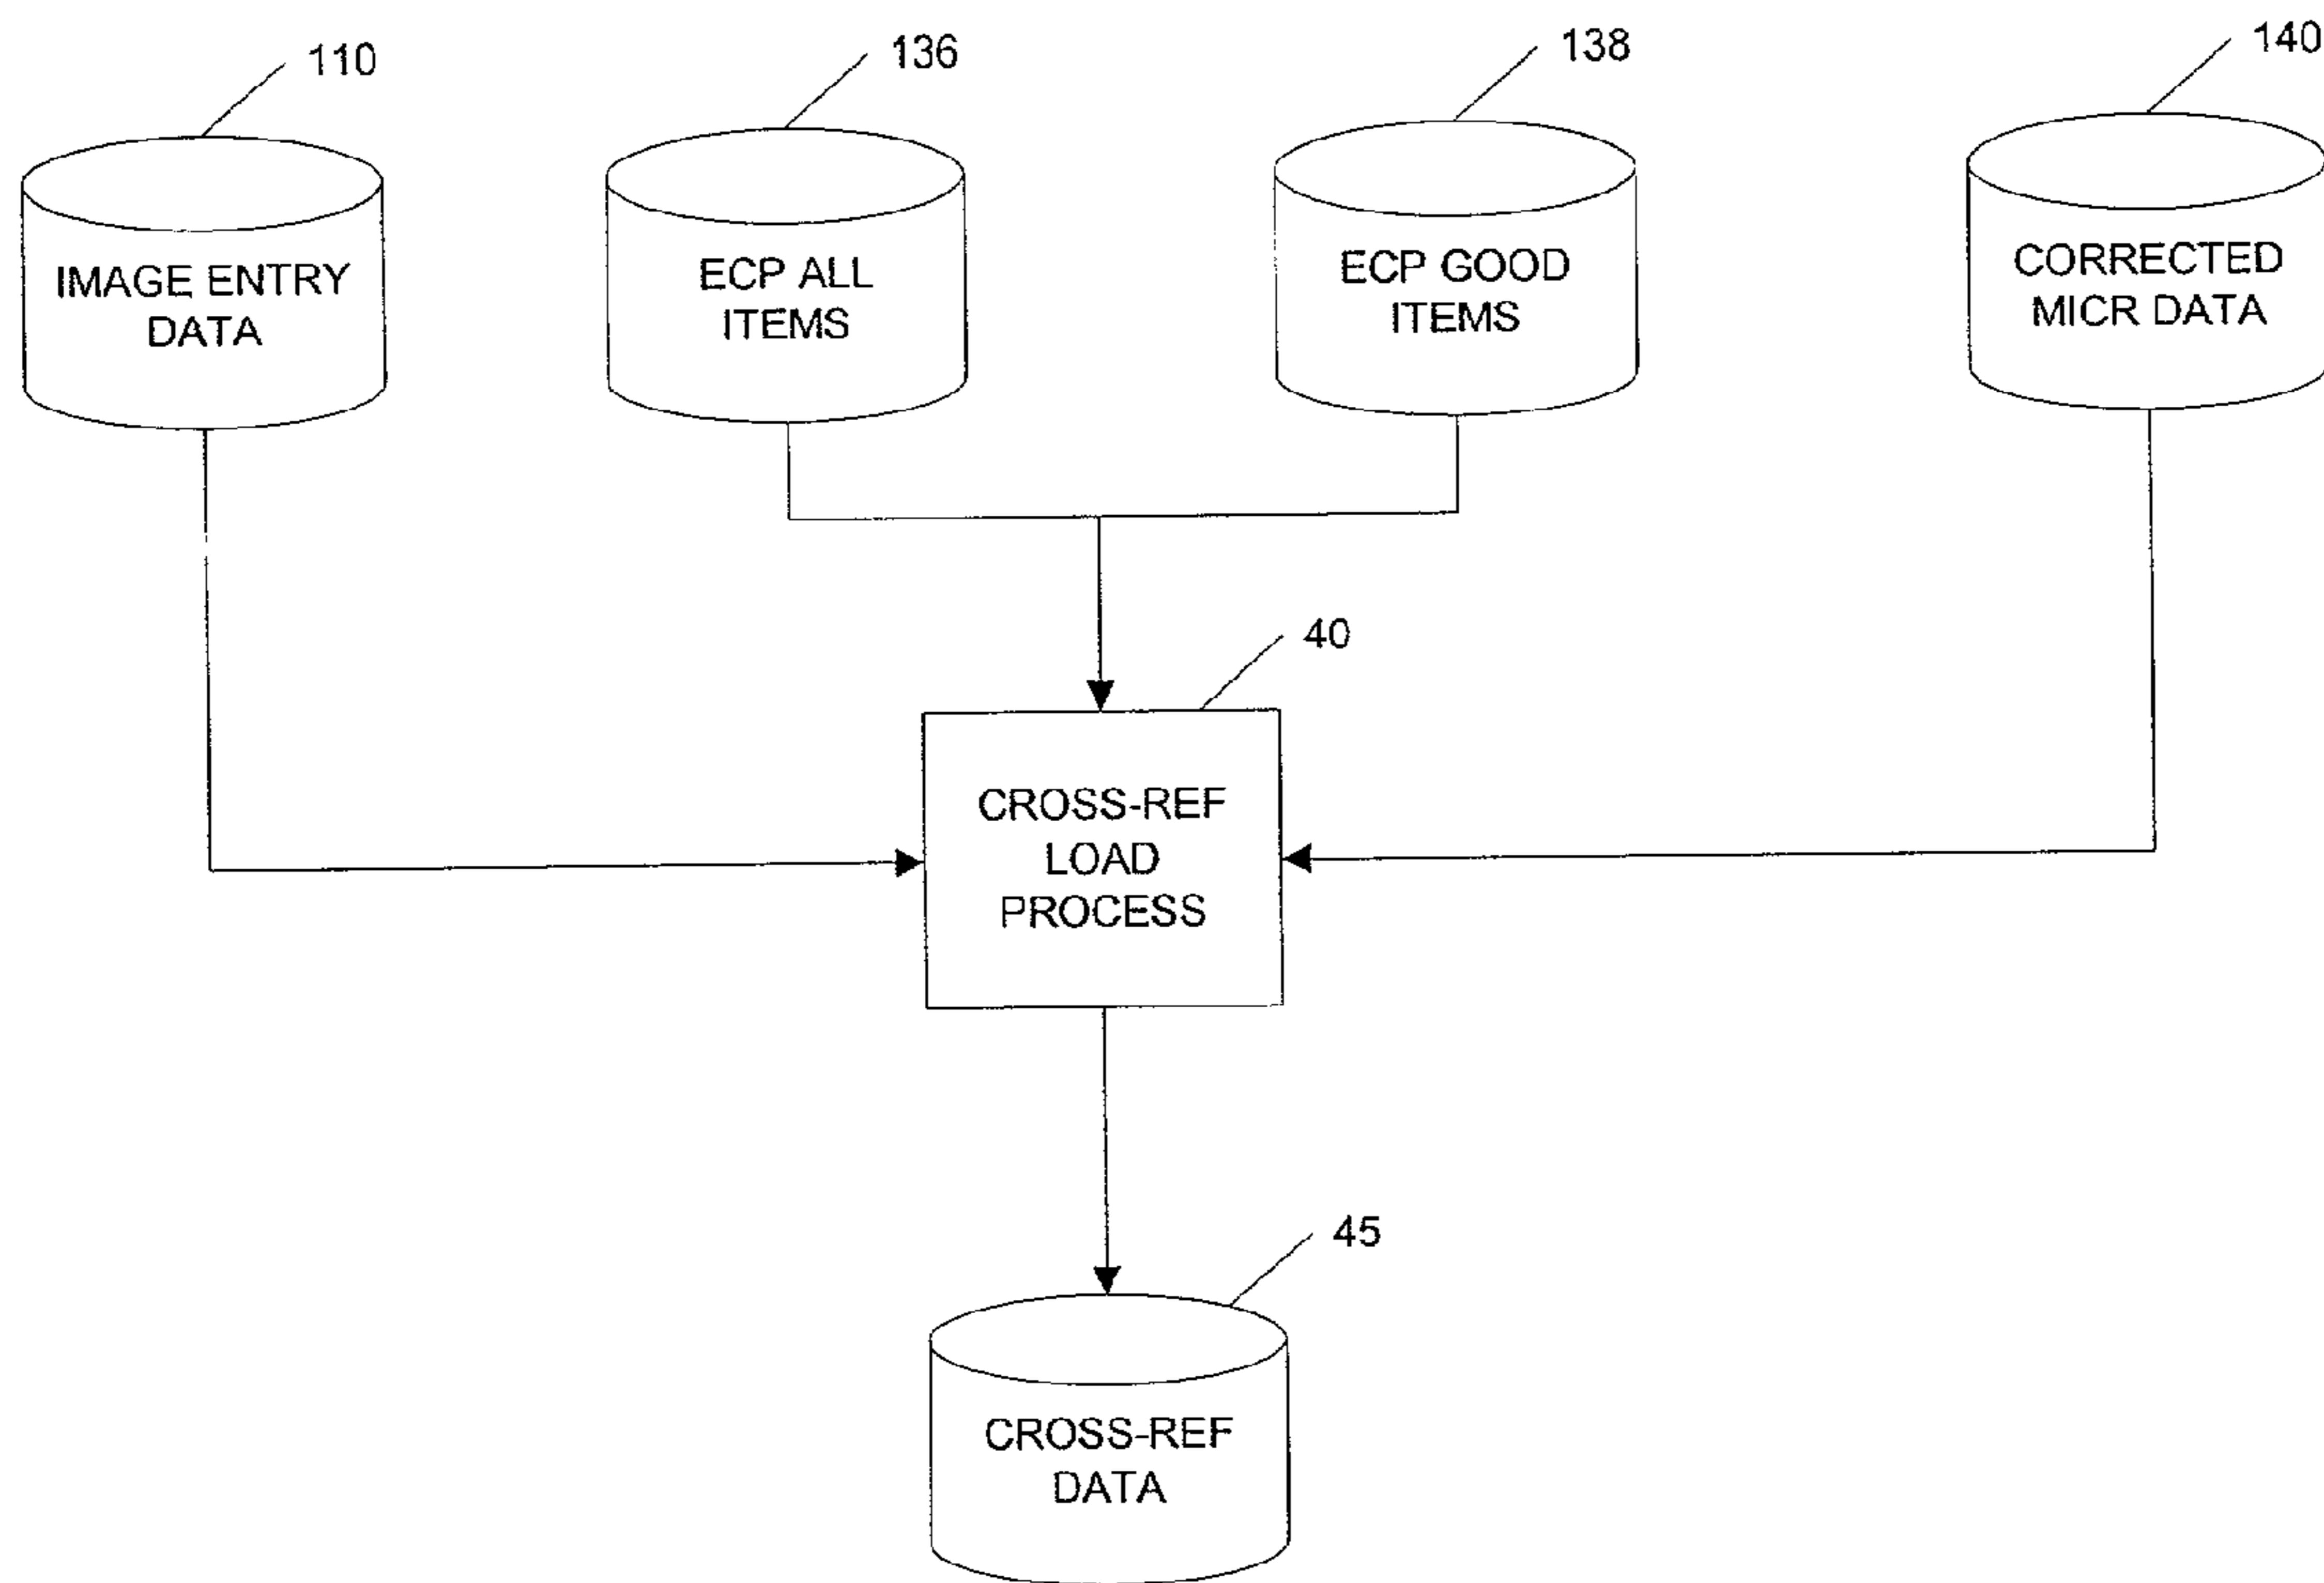 110
136
138
140
IMAGE ENTRY
DATA
ECP ALL
ITEMS
ECP GOOD
ITEMS
CORRECTED
MICR DATA
40
CROSS-REF
LOAD
PROCESS
45
CROSS-REF
DATA